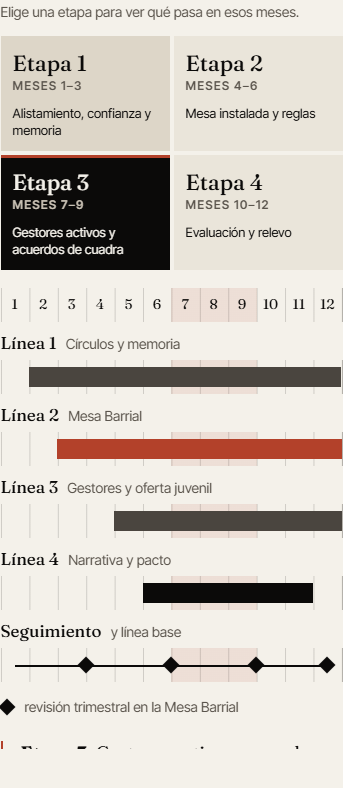 Elige una etapa para ver qué pasa en esos meses.
Etapa 1
MESES 1–3
Alistamiento, confianza y
memoria
Etapa 2
MESES 4–6
Mesa instalada y reglas
Etapa 3
MESES 7–9
Gestores activos y
acuerdos de cuadra
Etapa 4
MESES 10–12
Evaluación y relevo
1 2 3 4 5 6 7 8 9 10 11 12
Línea 1 Círculos y memoria
Línea 2 Mesa Barrial
Línea 3 Gestores y oferta juvenil
Línea 4 Narrativa y pacto
Seguimiento y línea base
revisión trimestral en la Mesa Barrial